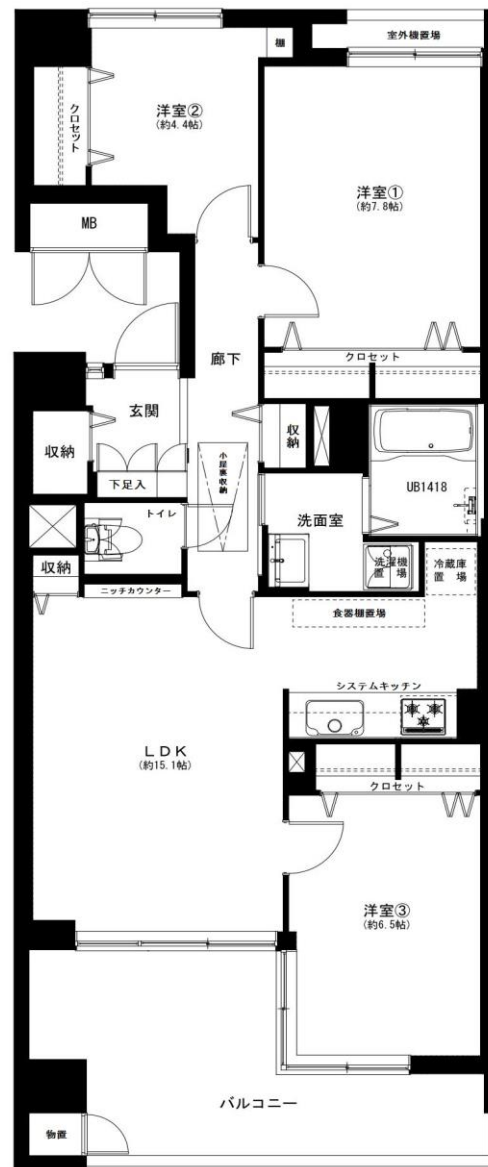 室外機置場
棚
洋室②
(約4.4帖)
クロゼット
洋室①
(約7.8帖)
MB
クロゼット
廊下
玄関
収納
収納
小屋裏収納
下足入
UB1418
トイレ
洗面室
洗濯機
置場
冷蔵庫
置場
収納
ニッチカウンター
食器棚置場
システムキッチン
LDK
(約15.1帖)
クロゼット
洋室③
(約6.5帖)
バルコニー
物置